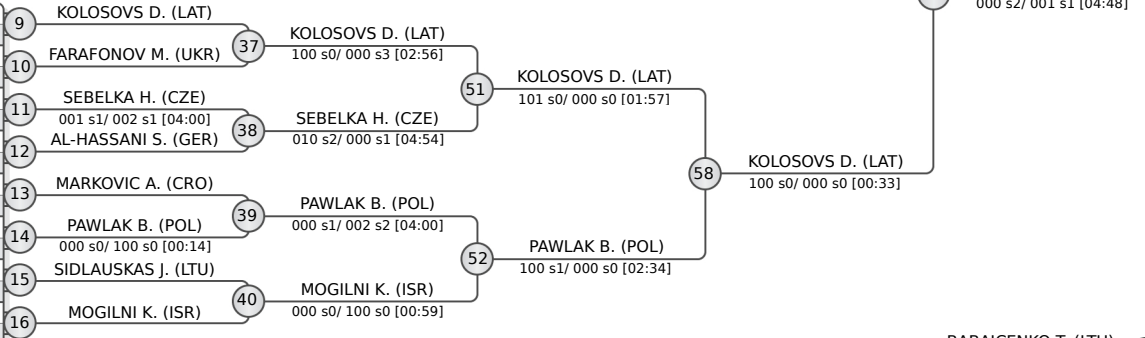 000 s2/ 001 s1 [04:48]
9
KOLOSOVS D. (LAT)
10
FARAFONOV M. (UKR)
37
KOLOSOVS D. (LAT)
100 s0/ 000 s3 [02:56]
11
SEBELKA H. (CZE)
001 s1/ 002 s1 [04:00]
12
AL-HASSANI S. (GER)
38
SEBELKA H. (CZE)
010 s2/ 000 s1 [04:54]
51
KOLOSOVS D. (LAT)
101 s0/ 000 s0 [01:57]
13
MARKOVIC A. (CRO)
14
PAWLAK B. (POL)
000 s0/ 100 s0 [00:14]
39
PAWLAK B. (POL)
000 s1/ 002 s2 [04:00]
15
SIDLAUSKAS J. (LTU)
16
MOGILNI K. (ISR)
40
MOGILNI K. (ISR)
000 s0/ 100 s0 [00:59]
52
PAWLAK B. (POL)
100 s1/ 000 s0 [02:34]
58
KOLOSOVS D. (LAT)
100 s0/ 000 s0 [00:33]